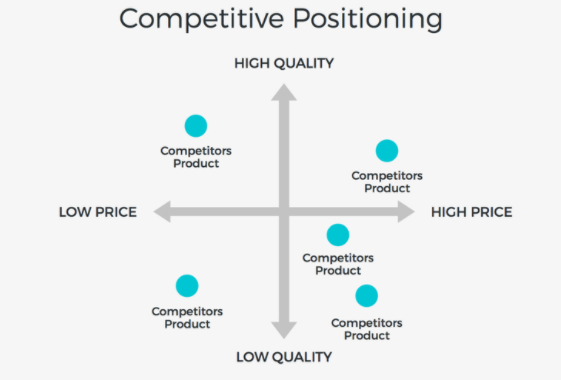 Competitive Positioning
HIGH QUALITY
Competitors
Product
Competitors
Product
LOW PRICE
HIGH PRICE
Competitors
Product
Competitors
Product
Competitors
Product
LOW QUALITY